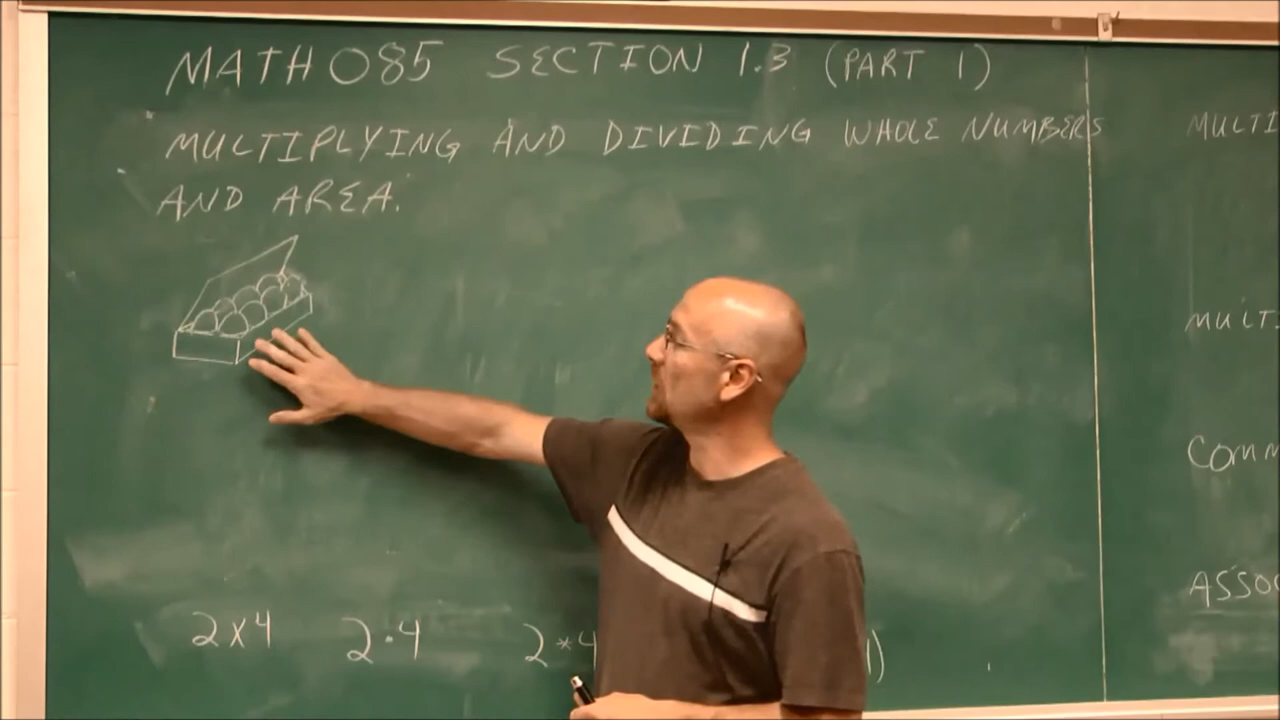 MATH 085 SECTION 1.3 (PART 1)
MULTIPLYING AND DIVIDING WHOLE NUMBERS
AND AREA.
2x4 2·4 2*4 )
MULTI
MULT
COMM
ASSO